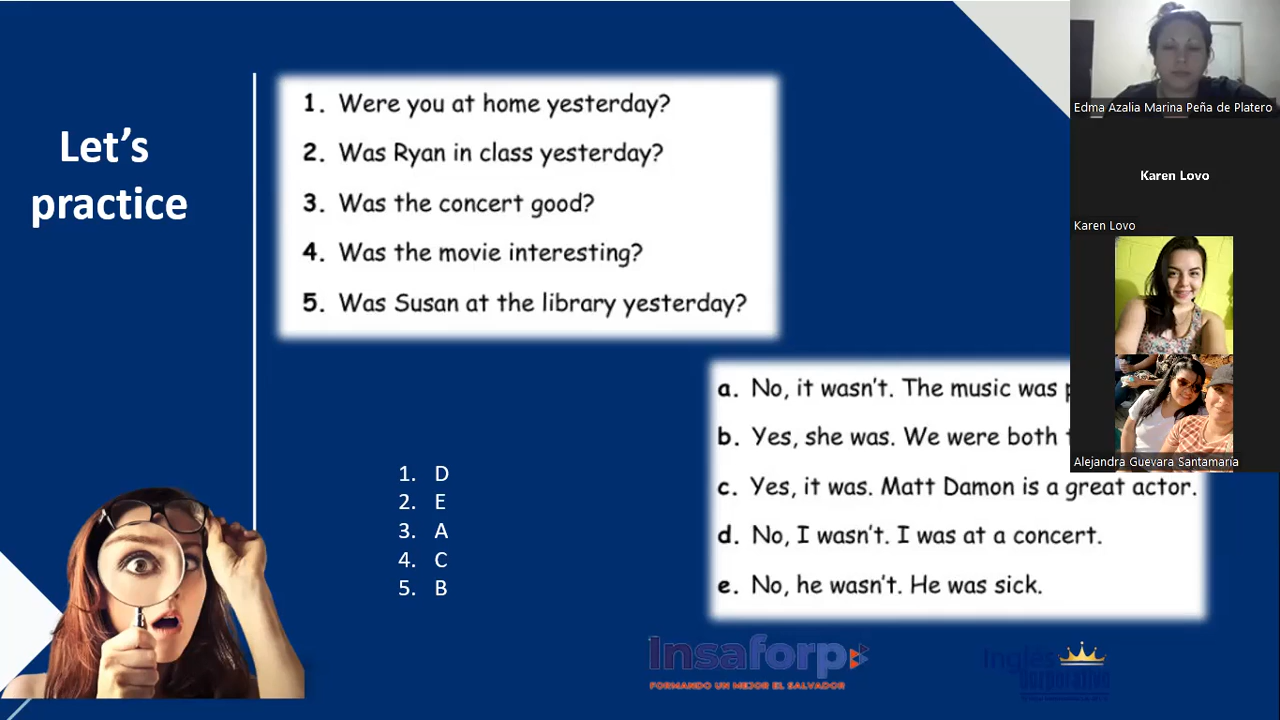 Let's
practice
1. Were you at home yesterday?
2. Was Ryan in class yesterday?
3. Was the concert good?
4. Was the movie interesting?
5. Was Susan at the library yesterday?
a. No, it wasn't. The music was
b. Yes, she was. We were both
c. Yes, it was. Matt Damon is a great actor.
d. No, I wasn't. I was at a concert.
e. No, he wasn't. He was sick.
1. D
2. E
3. A
4. C
5. B
Insaforp
FORMANDO UN MEJOR EL SALVADOR
Inglés
Corporativo
Edma Azalia Marina Peña de Platero
Karen Lovo
Karen Lovo
Alejandra Guevara Santamaría